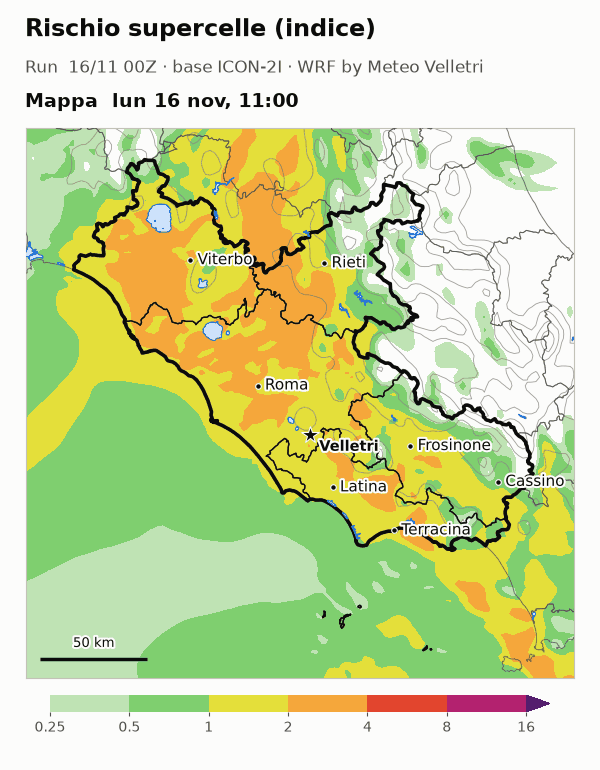 Rischio supercelle (indice)
Run  16/11 00Z · base ICON-2I · WRF by Meteo Velletri
Mappa  lun 16 nov, 11:00
Viterbo
Rieti
Roma
Velletri
Frosinone
Cassino
Latina
Terracina
50 km
0.25 0.5 1 2 4 8 16